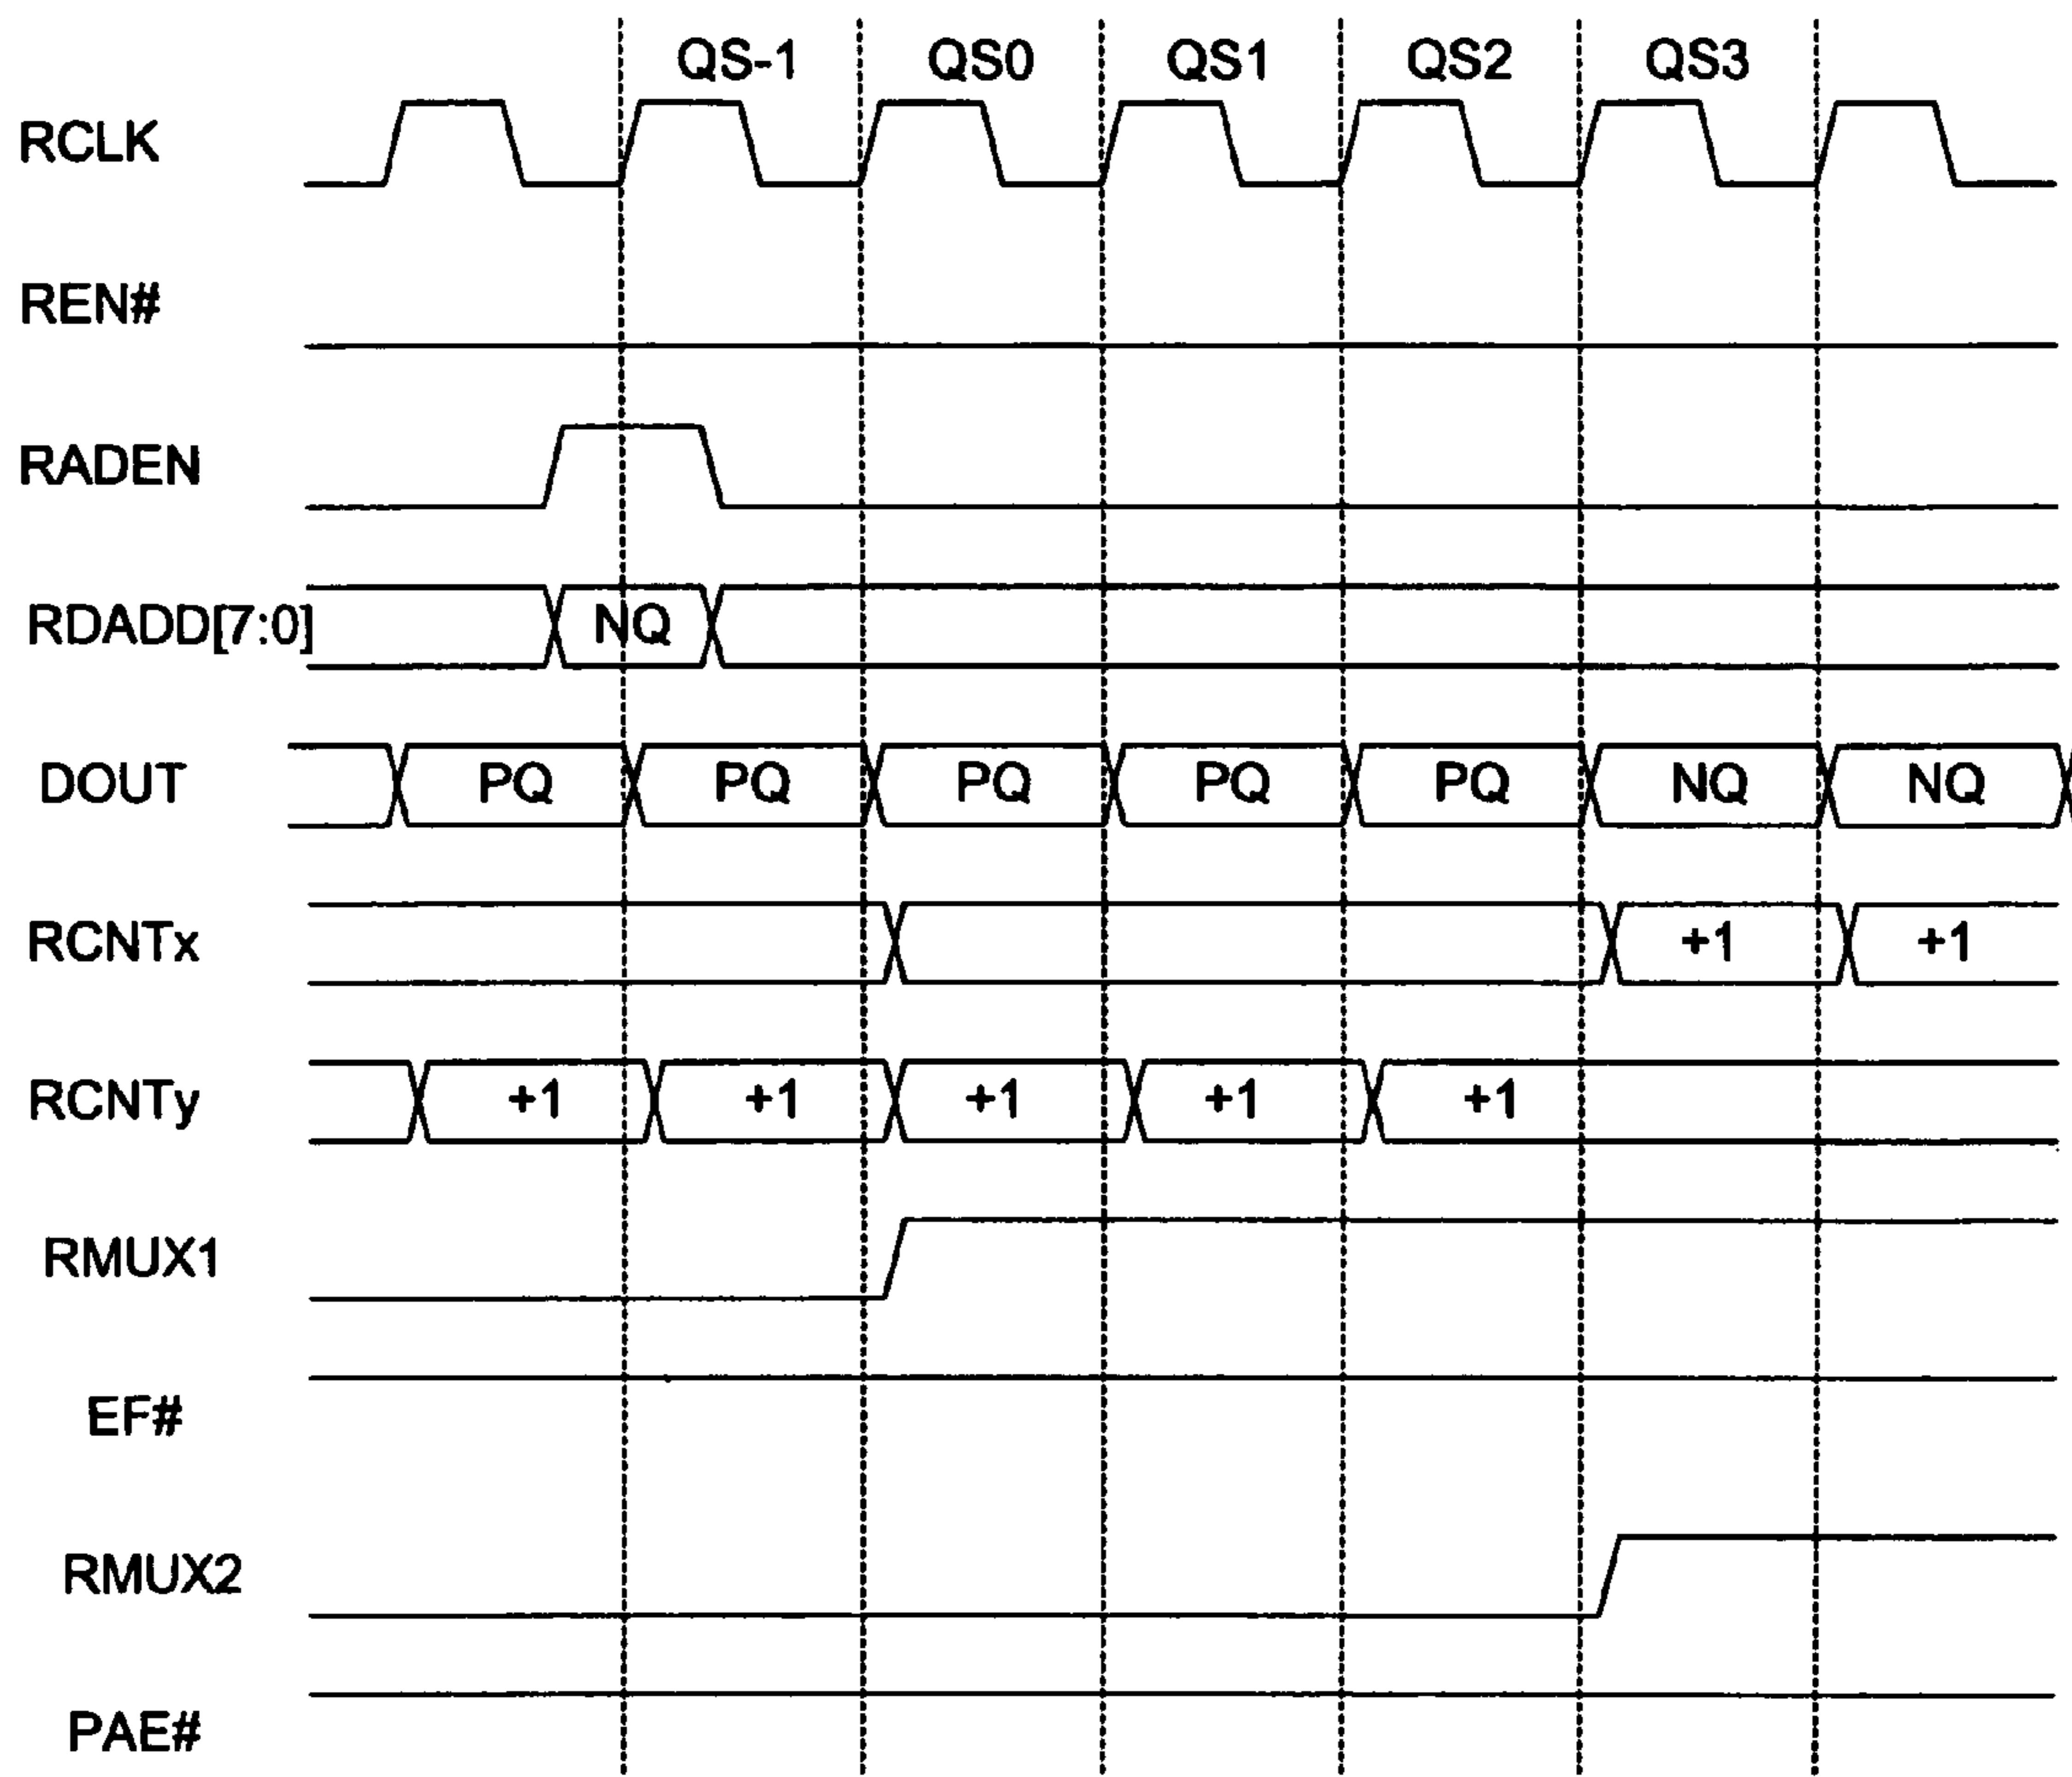 QS-1 QS0 QS1 QS2 QS3
RCLK
REN#
RADEN
RDADD[7:0] NQ
DOUT PQ PQ PQ PQ PQ NQ NQ
RCNTx +1 +1
RCNTy +1 +1 +1 +1 +1
RMUX1
EF#
RMUX2
PAE#